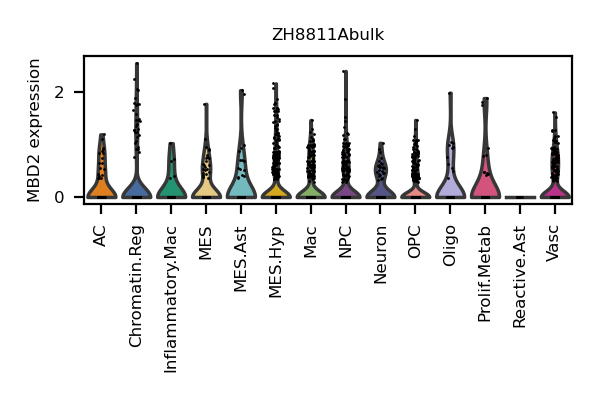 ZH8811Abulk
MBD2 expression
2
0
AC
Chromatin.Reg
Inflammatory.Mac
MES
MES.Ast
MES.Hyp
Mac
NPC
Neuron
OPC
Oligo
Prolif.Metab
Reactive.Ast
Vasc